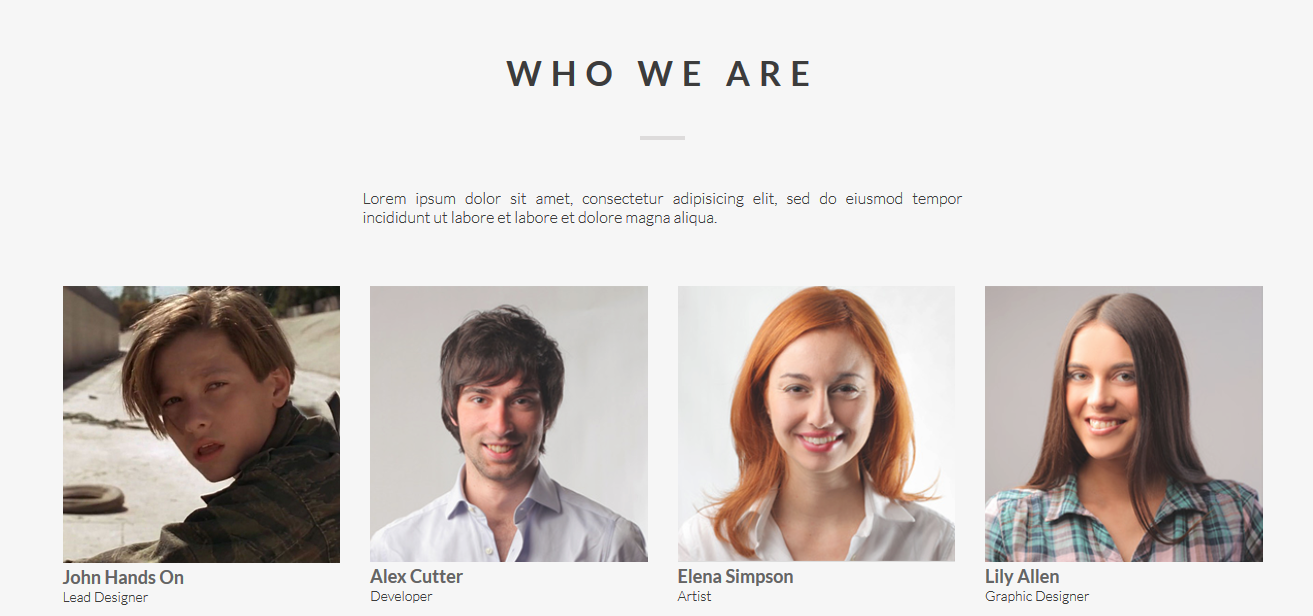 WHO WE ARE
Lorem ipsum dolor sit amet, consectetur adipisicing elit, sed do eiusmod tempor
incididunt ut labore et labore et dolore magna aliqua.
John Hands On
Lead Designer
Alex Cutter
Developer
Elena Simpson
Artist
Lily Allen
Graphic Designer